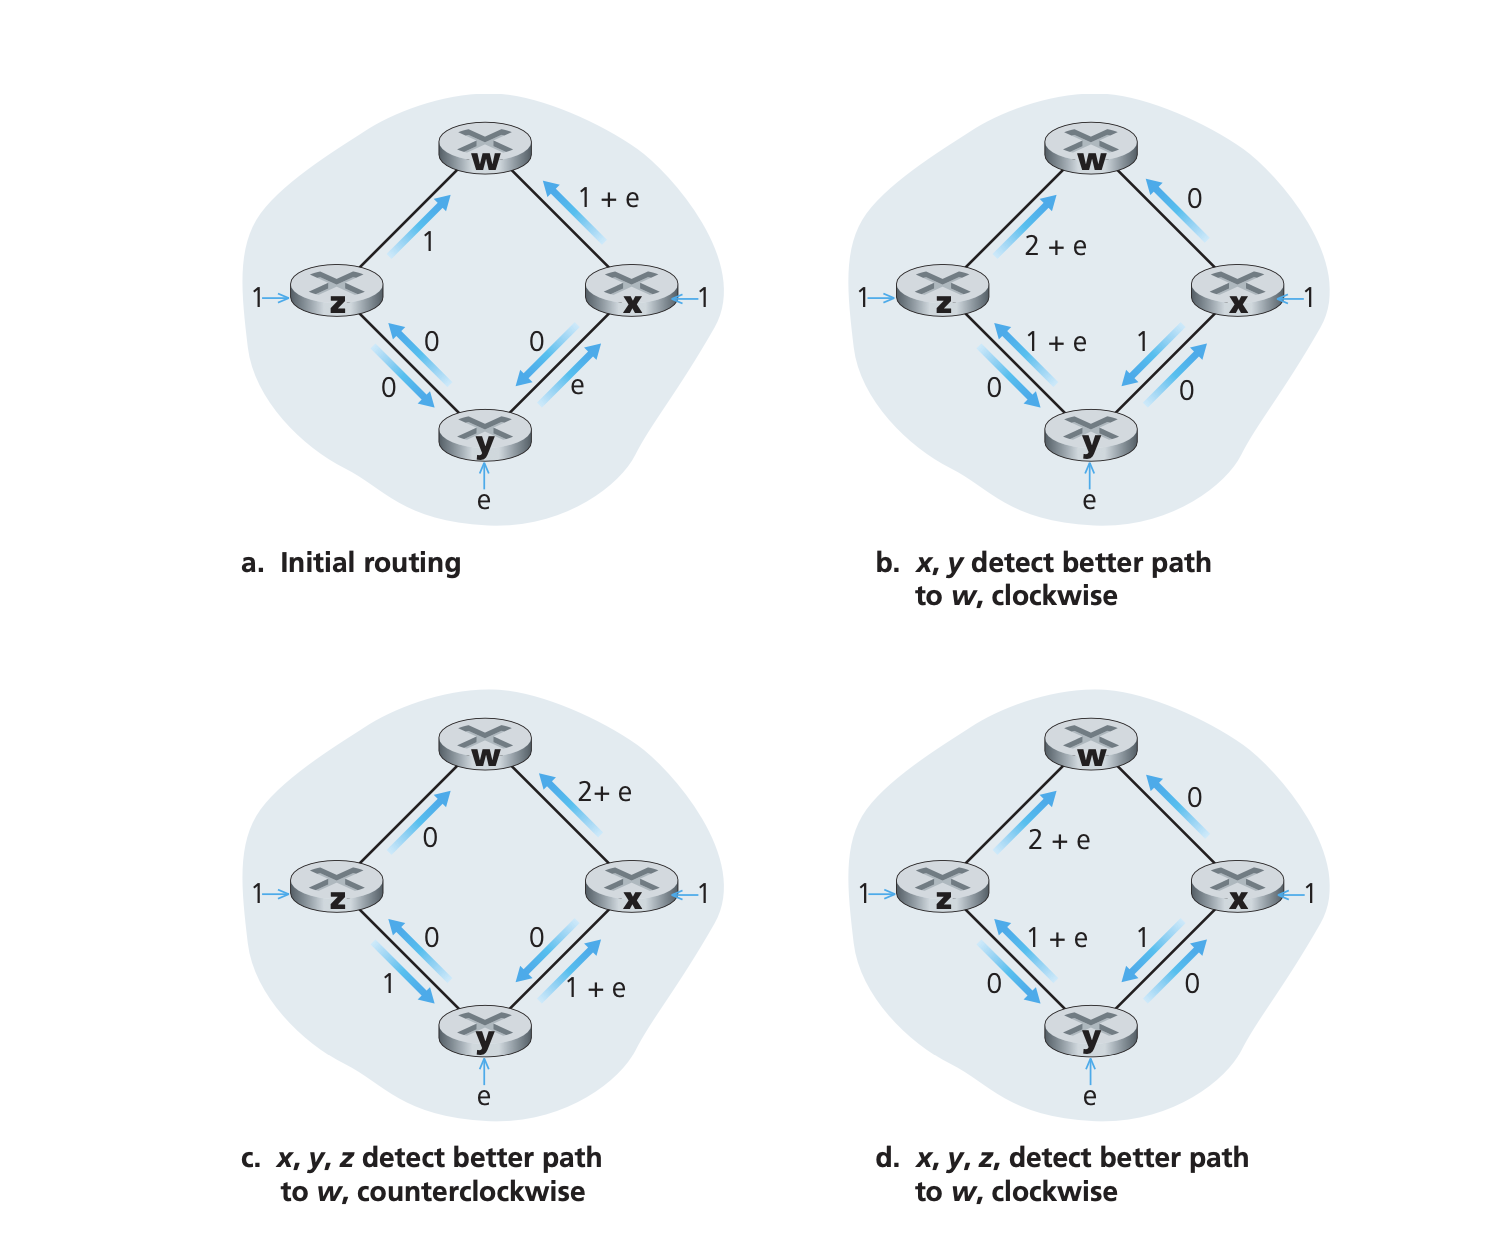 w
1 + e
1
1
z
x
1
0
0
0
e
y
e
a. Initial routing
w
0
2 + e
1
z
x
1
1 + e
1
0
0
y
e
b. x, y detect better path
to w, clockwise
w
2+ e
0
1
z
x
1
0
0
1
1 + e
y
e
c. x, y, z detect better path
to w, counterclockwise
w
0
2 + e
1
z
x
1
1 + e
1
0
0
y
e
d. x, y, z, detect better path
to w, clockwise